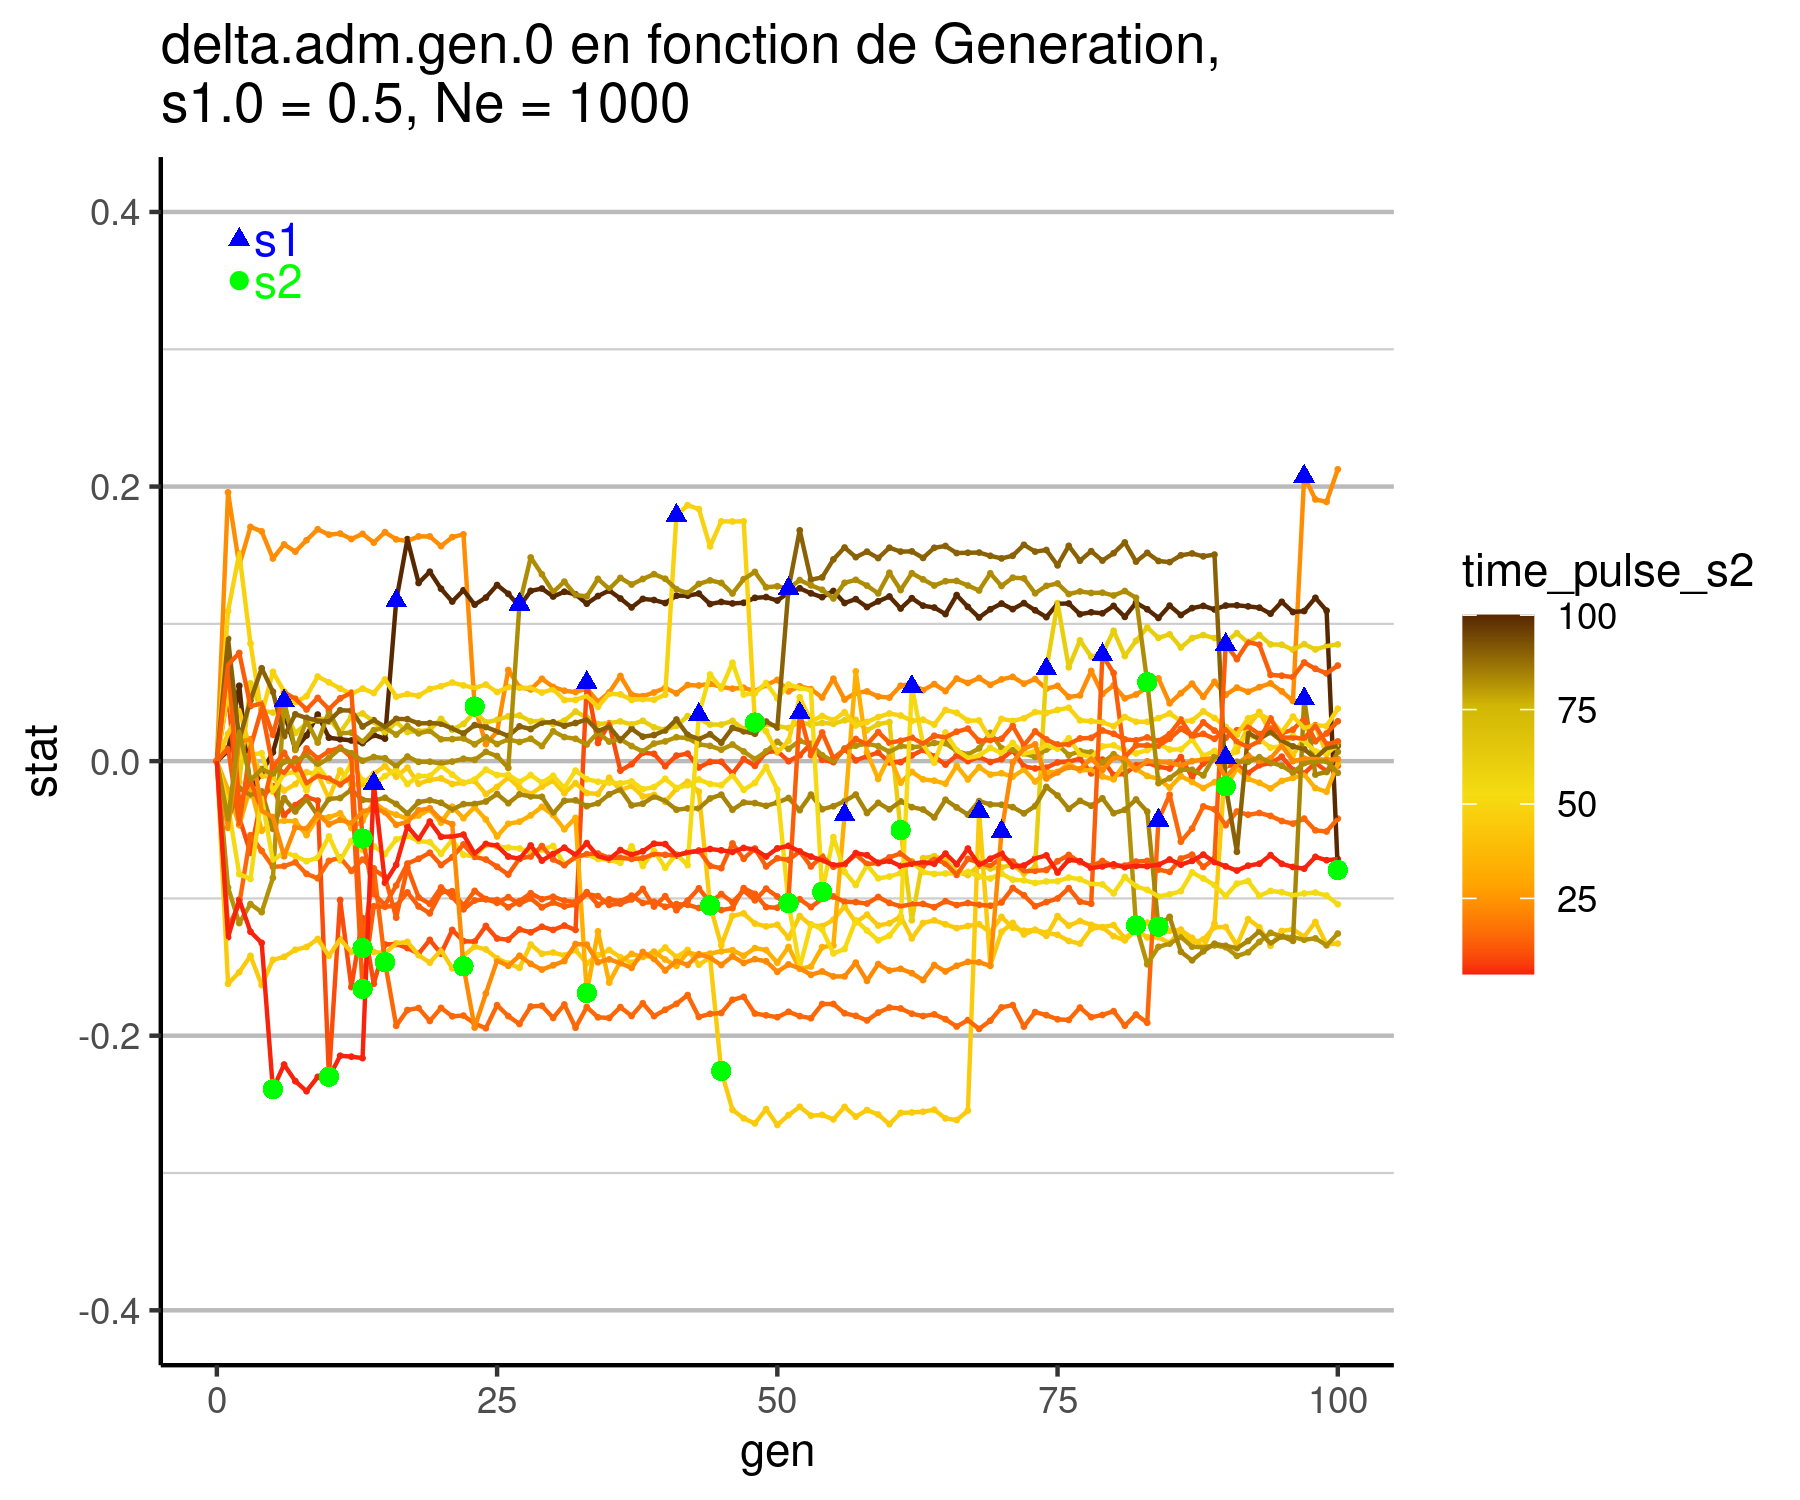 delta.adm.gen.0 en fonction de Generation,
s1.0 = 0.5, Ne = 1000
0.4
s1
s2
0.2
0.0
-0.2
-0.4
stat
0 25 50 75 100
gen
time_pulse_s2
100
75
50
25